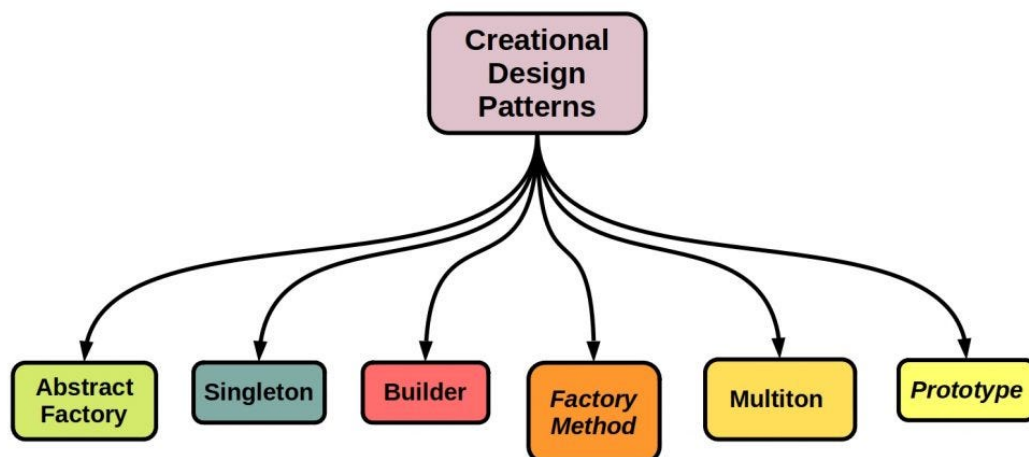 Creational
Design
Patterns
Abstract
Factory
Singleton
Builder
Factory
Method
Multiton
Prototype